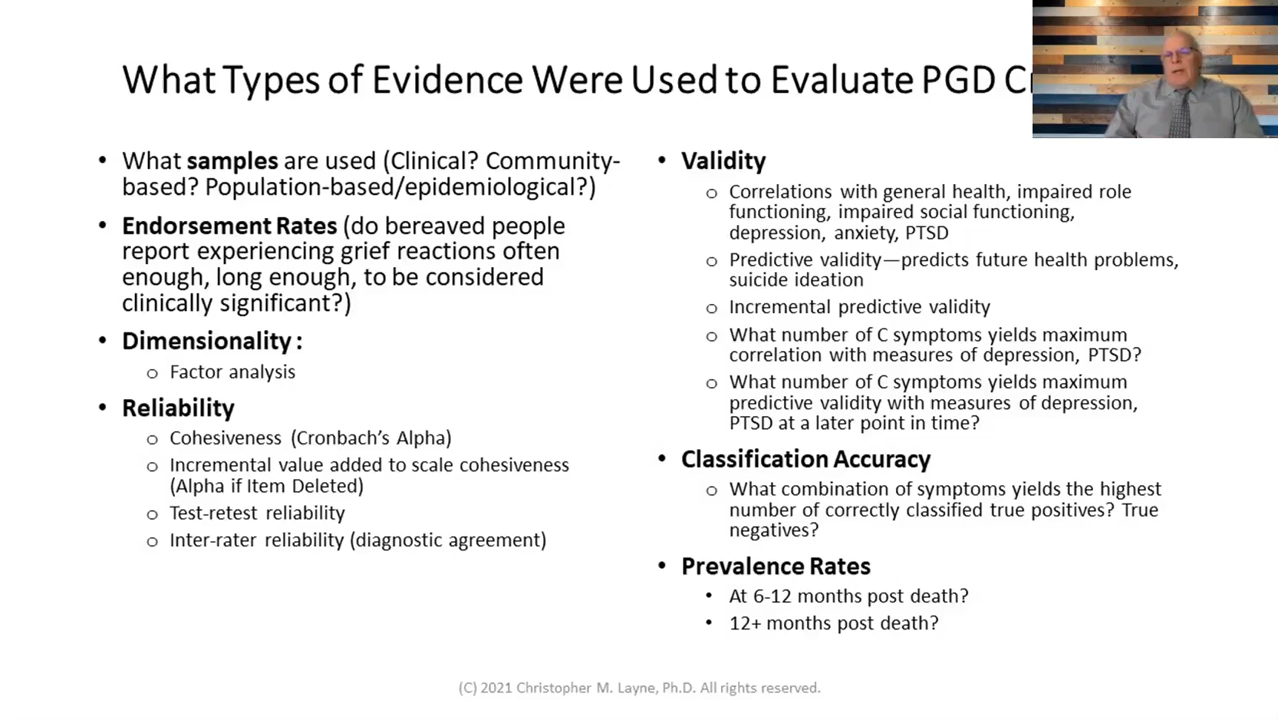 What Types of Evidence Were Used to Evaluate PGD
• What samples are used (Clinical? Community-
based? Population-based/epidemiological?)
• Endorsement Rates (do bereaved people
report experiencing grief reactions often
enough, long enough, to be considered
clinically significant?)
• Dimensionality :
o Factor analysis
• Reliability
o Cohesiveness (Cronbach's Alpha)
o Incremental value added to scale cohesiveness
(Alpha if Item Deleted)
o Test-retest reliability
o Inter-rater reliability (diagnostic agreement)
• Validity
o Correlations with general health, impaired role
functioning, impaired social functioning,
depression, anxiety, PTSD
o Predictive validity—predicts future health problems,
suicide ideation
o Incremental predictive validity
o What number of C symptoms yields maximum
correlation with measures of depression, PTSD?
o What number of C symptoms yields maximum
predictive validity with measures of depression,
PTSD at a later point in time?
• Classification Accuracy
o What combination of symptoms yields the highest
number of correctly classified true positives? True
negatives?
• Prevalence Rates
• At 6-12 months post death?
• 12+ months post death?
(C) 2021 Christopher M. Layne, Ph.D. All rights reserved.